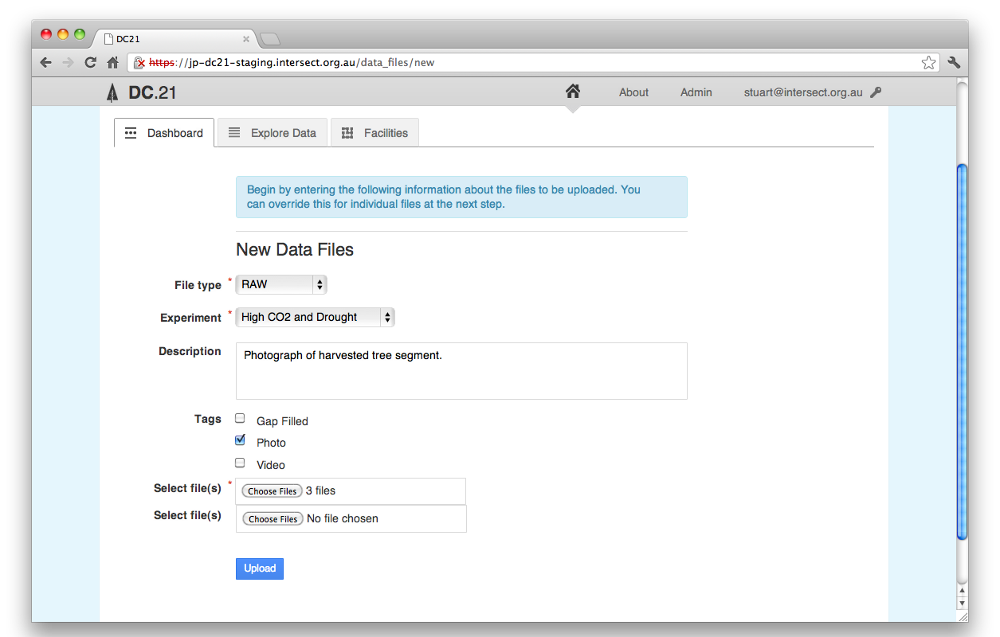 DC21
https://jp-dc21-staging.intersect.org.au/data_files/new
DC.21
About
Admin
stuart@intersect.org.au
Dashboard
Explore Data
Facilities
Begin by entering the following information about the files to be uploaded. You
can override this for individual files at the next step.
New Data Files
File type * RAW
Experiment * High CO2 and Drought
Description
Photograph of harvested tree segment.
Tags
Gap Filled
Photo
Video
Select file(s) * Choose Files 3 files
Select file(s) Choose Files No file chosen
Upload